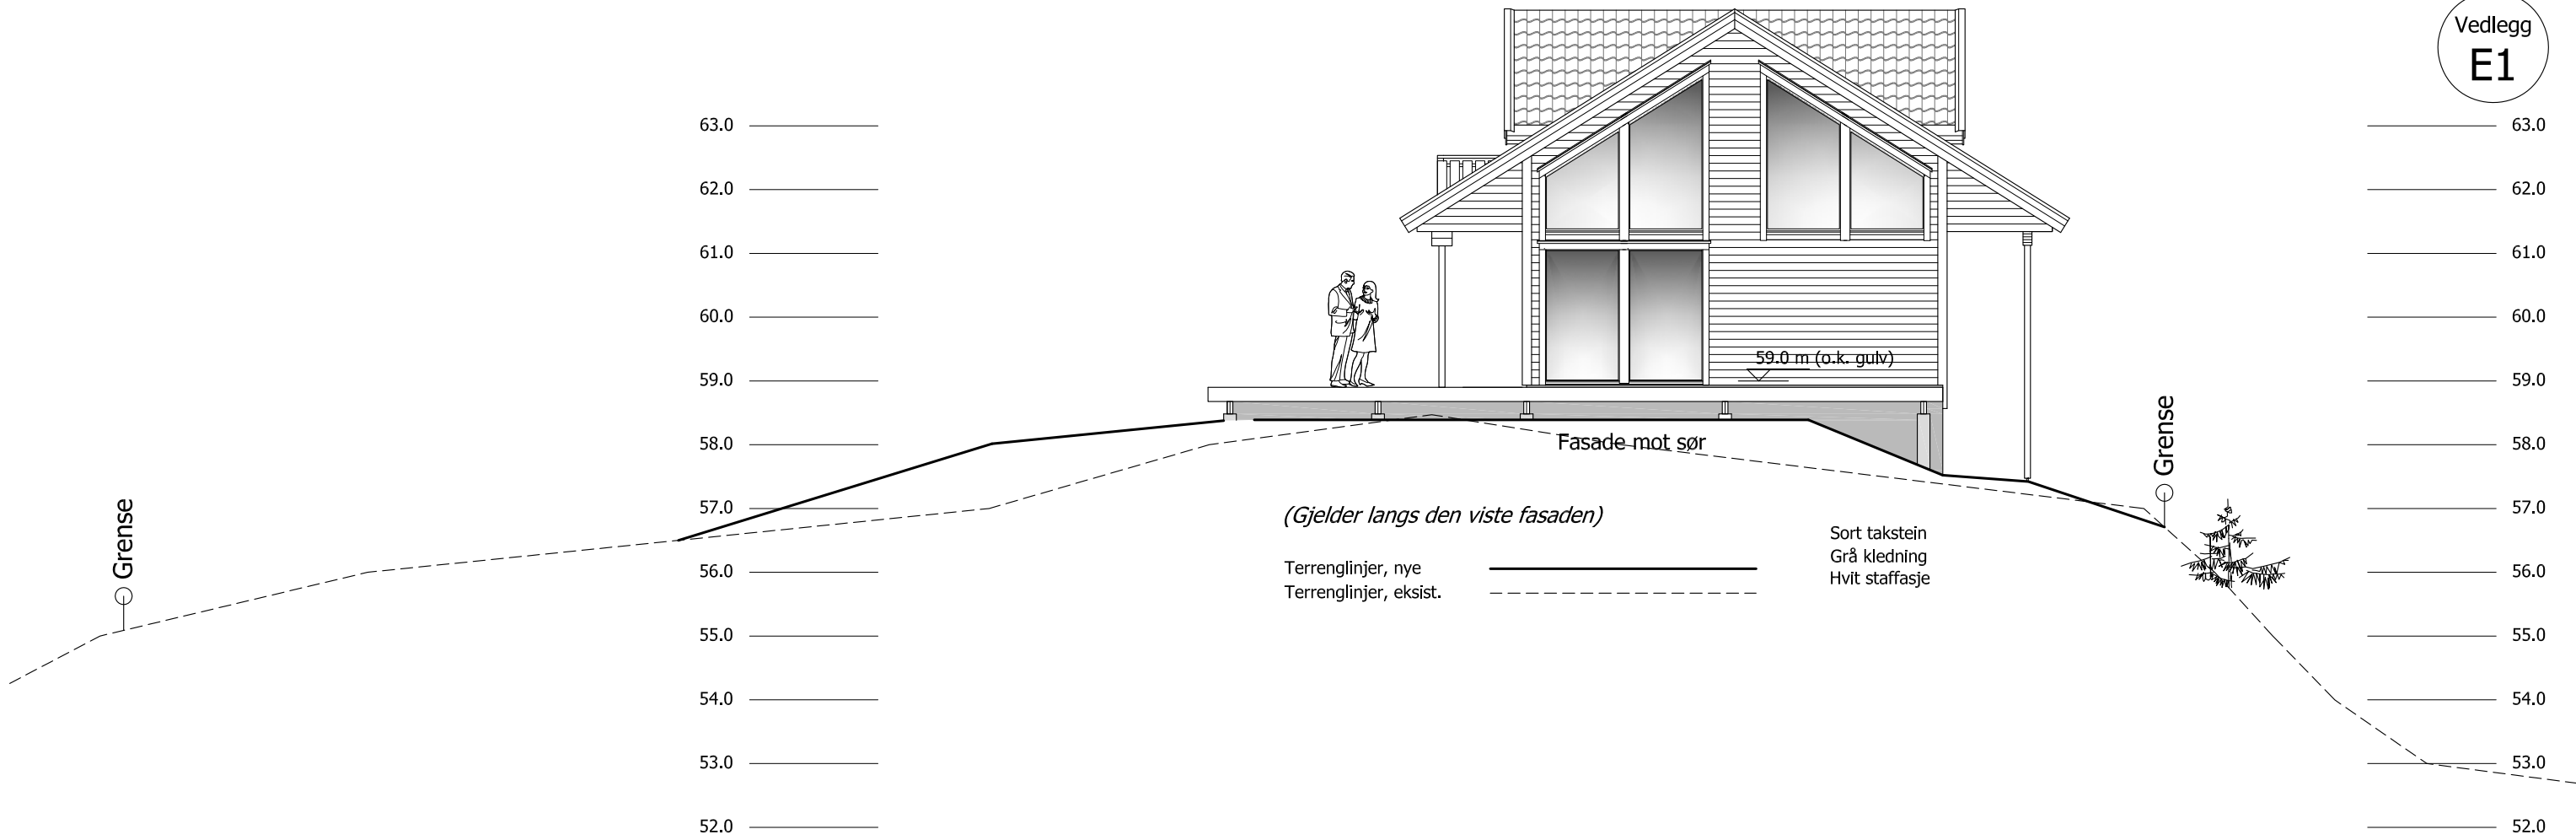 Vedlegg
E1
63.0
63.0
62.0
62.0
61.0
61.0
60.0
60.0
59.0 m (o.k. gulv)
59.0
59.0
58.0
Fasade mot sør
58.0
Grense
57.0
57.0
(Gjelder langs den viste fasaden)
Grense
Sort takstein
Grå kledning
Hvit staffasje
Terrenglinjer, nye
Terrenglinjer, eksist.
56.0
56.0
55.0
55.0
54.0
54.0
53.0
53.0
52.0
52.0